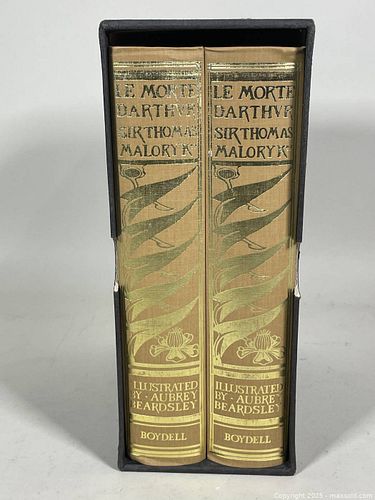 LE MORTE
DARTHVR
SIR THOMAS
MALORY Kᵗ
ILLUSTRATED
BY · AUBREY
BEARDSLEY
BOYDELL
LE MORTE
DARTHVR
SIR THOMAS
MALORY Kᵗ
ILLUSTRATED
BY · AUBREY
BEARDSLEY
BOYDELL
Copyright 2025 - www.maxsold.com